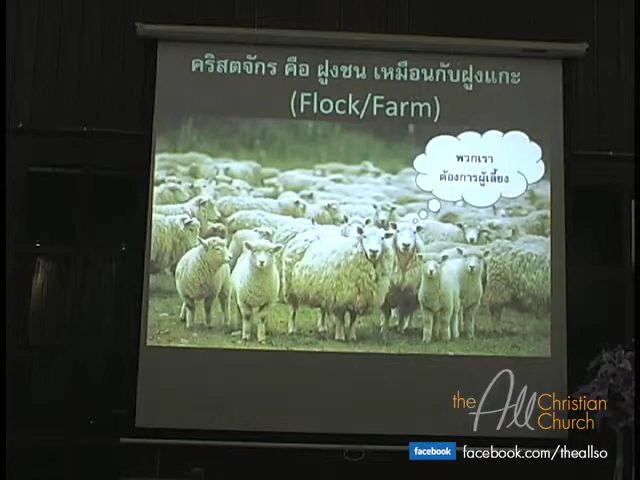 คริสตจักร คือ ฝูงชน เหมือนกับฝูงแกะ
(Flock/Farm)
พวกเรา
ต้องการผู้เลี้ยง
the All Christian
Church
facebook facebook.com/theallso